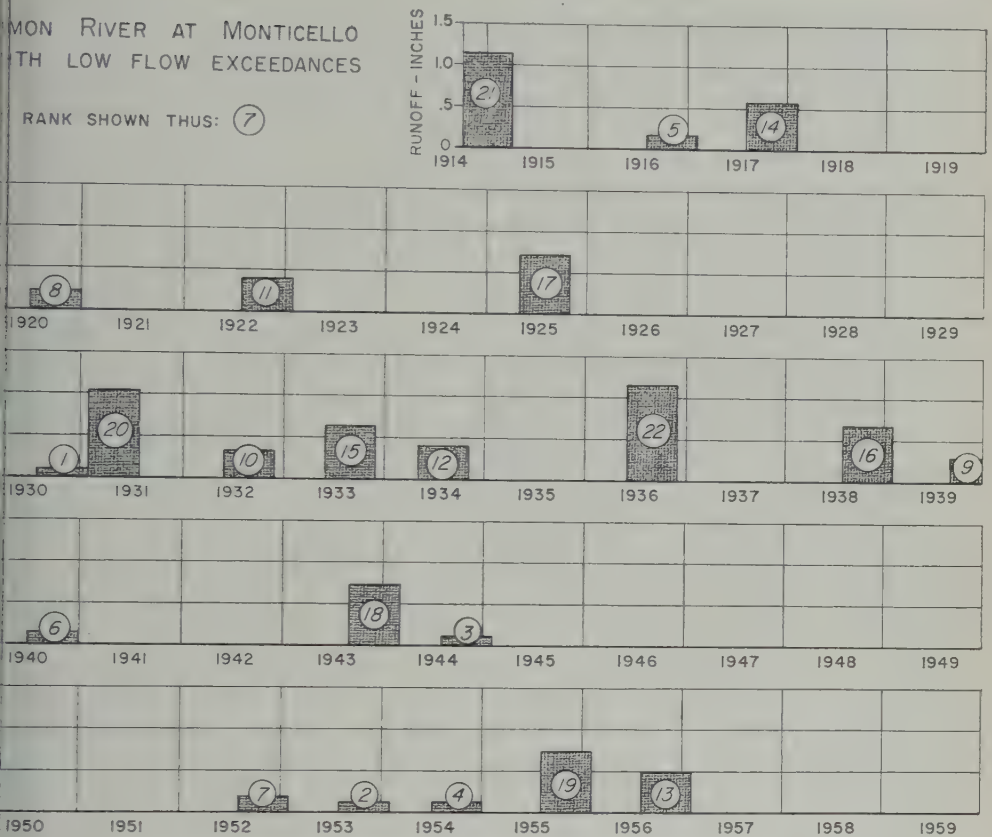 MON RIVER AT MONTICELLO
TH LOW FLOW EXCEEDANCES
RANK SHOWN THUS: 7
RUNOFF - INCHES
1.5
1.0
.5
0
21 5 14
1914 1915 1916 1917 1918 1919
8 11 17
1920 1921 1922 1923 1924 1925 1926 1927 1928 1929
1 20 10 15 12 22 16 9
1930 1931 1932 1933 1934 1935 1936 1937 1938 1939
6 18 3
1940 1941 1942 1943 1944 1945 1946 1947 1948 1949
7 2 4 19 13
1950 1951 1952 1953 1954 1955 1956 1957 1958 1959